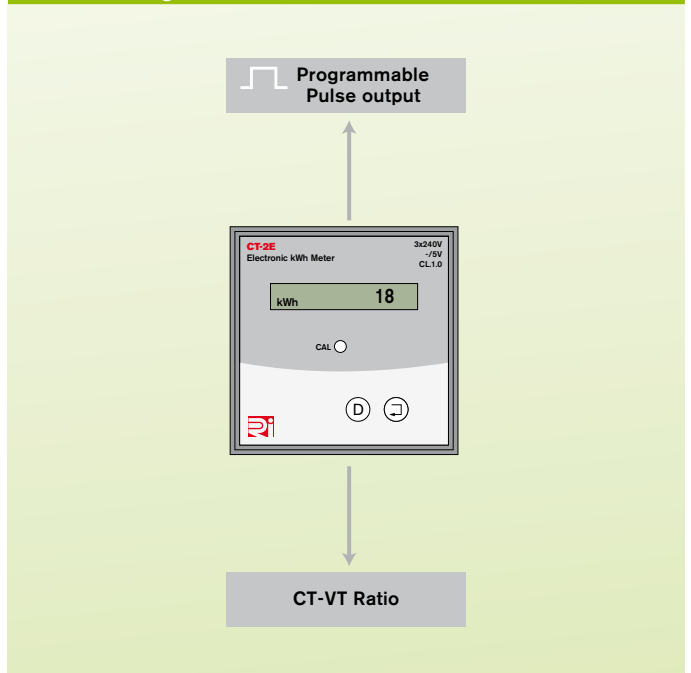 Programmable
Pulse output
CT-2E
Electronic kWh Meter
3x240V
-/5V
CL.1.0
kWh 18
CAL
D
CT-VT Ratio